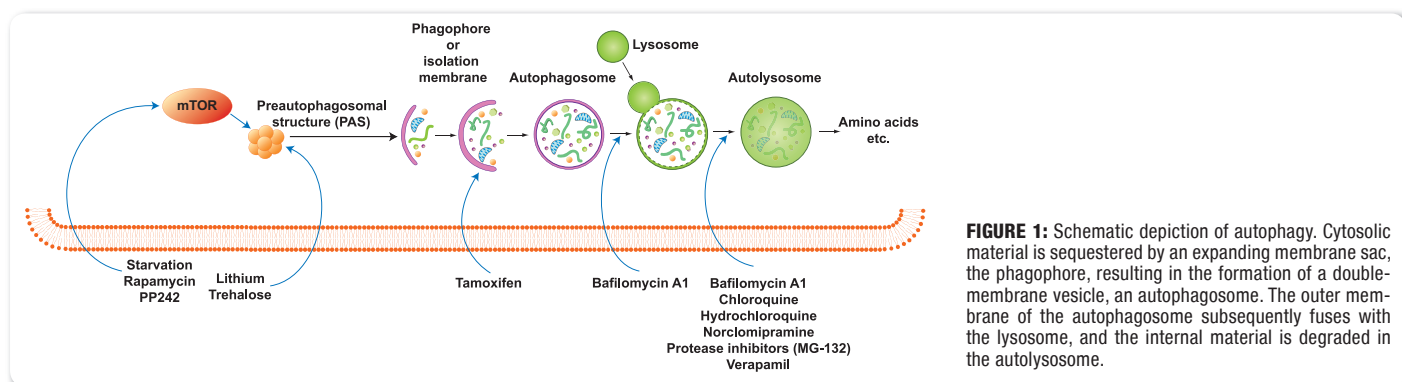 Phagophore
or
isolation
membrane
Lysosome
Autophagosome
Autolysosome
mTOR
Preautophagosomal
structure (PAS)
Amino acids
etc.
Starvation
Rapamycin
PP242
Lithium
Trehalose
Tamoxifen
Bafilomycin A1
Bafilomycin A1
Chloroquine
Hydrochloroquine
Norclomipramine
Protease inhibitors (MG-132)
Verapamil
FIGURE 1: Schematic depiction of autophagy. Cytosolic
material is sequestered by an expanding membrane sac,
the phagophore, resulting in the formation of a double-
membrane vesicle, an autophagosome. The outer mem-
brane of the autophagosome subsequently fuses with
the lysosome, and the internal material is degraded in
the autolysosome.